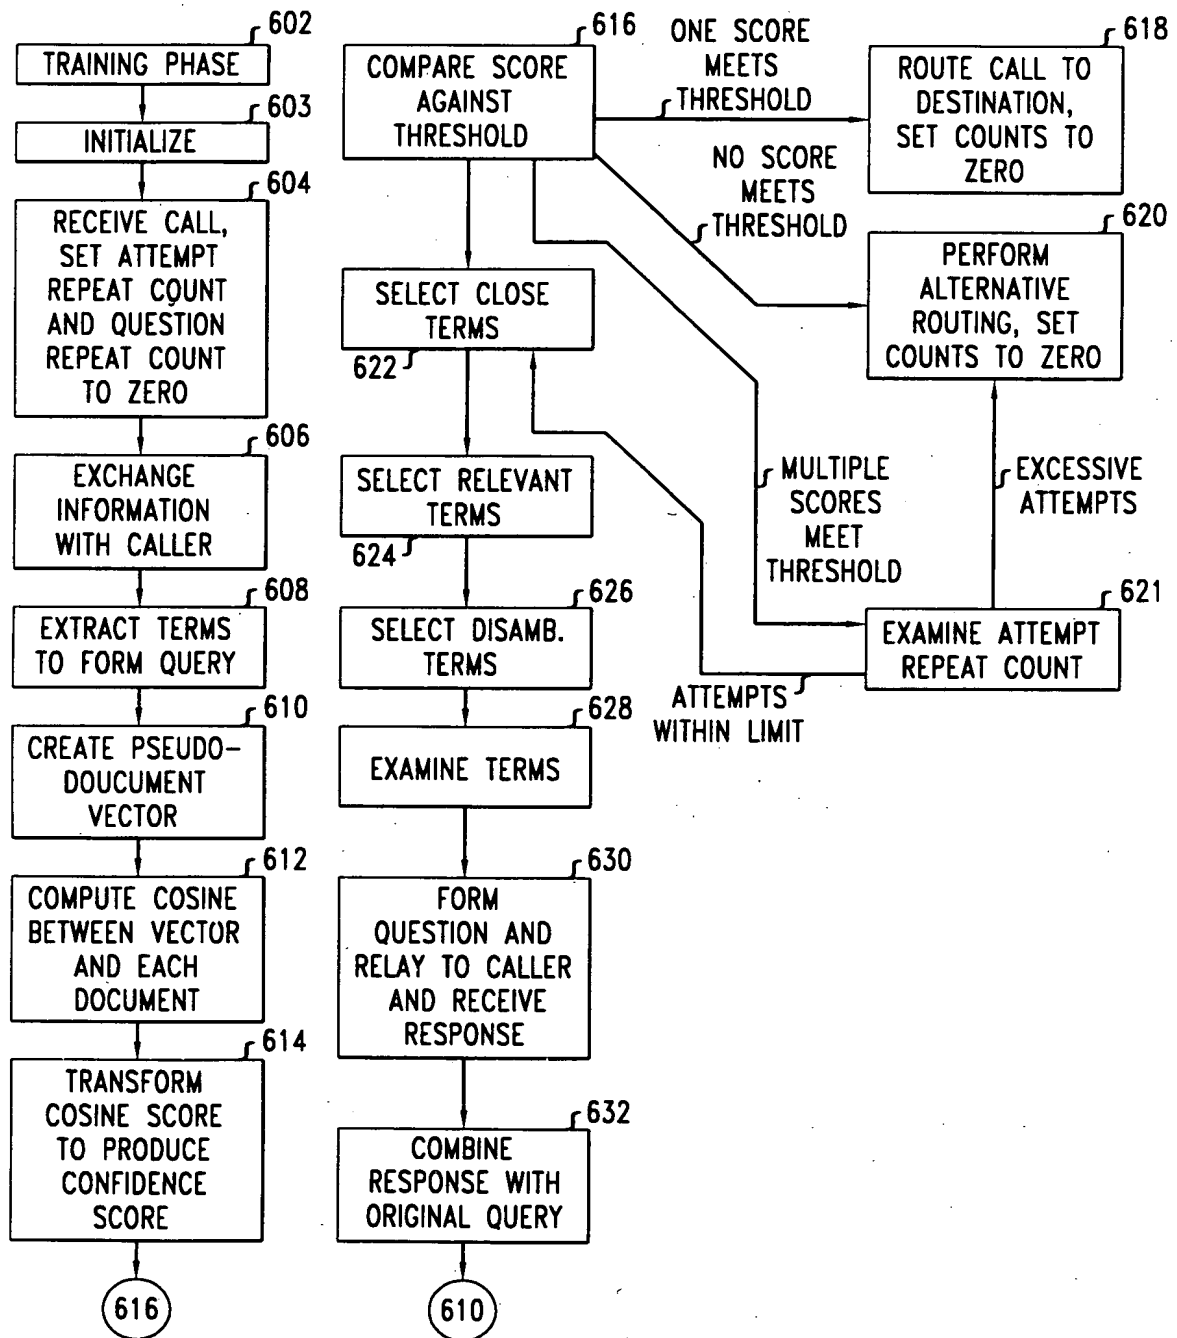 602
TRAINING PHASE
603
INITIALIZE
604
RECEIVE CALL,
SET ATTEMPT
REPEAT COUNT
AND QUESTION
REPEAT COUNT
TO ZERO
606
EXCHANGE
INFORMATION
WITH CALLER
608
EXTRACT TERMS
TO FORM QUERY
610
CREATE PSEUDO-
DOUCUMENT
VECTOR
612
COMPUTE COSINE
BETWEEN VECTOR
AND EACH
DOCUMENT
614
TRANSFORM
COSINE SCORE
TO PRODUCE
CONFIDENCE
SCORE
616
616
COMPARE SCORE
AGAINST
THRESHOLD
ONE SCORE
MEETS
THRESHOLD
618
ROUTE CALL TO
DESTINATION,
SET COUNTS TO
ZERO
NO SCORE
MEETS
THRESHOLD
620
PERFORM
ALTERNATIVE
ROUTING, SET
COUNTS TO ZERO
SELECT CLOSE
TERMS
622
SELECT RELEVANT
TERMS
624
MULTIPLE
SCORES
MEET
THRESHOLD
EXCESSIVE
ATTEMPTS
621
EXAMINE ATTEMPT
REPEAT COUNT
ATTEMPTS
WITHIN LIMIT
626
SELECT DISAMB.
TERMS
628
EXAMINE TERMS
630
FORM
QUESTION AND
RELAY TO CALLER
AND RECEIVE
RESPONSE
632
COMBINE
RESPONSE WITH
ORIGINAL QUERY
610